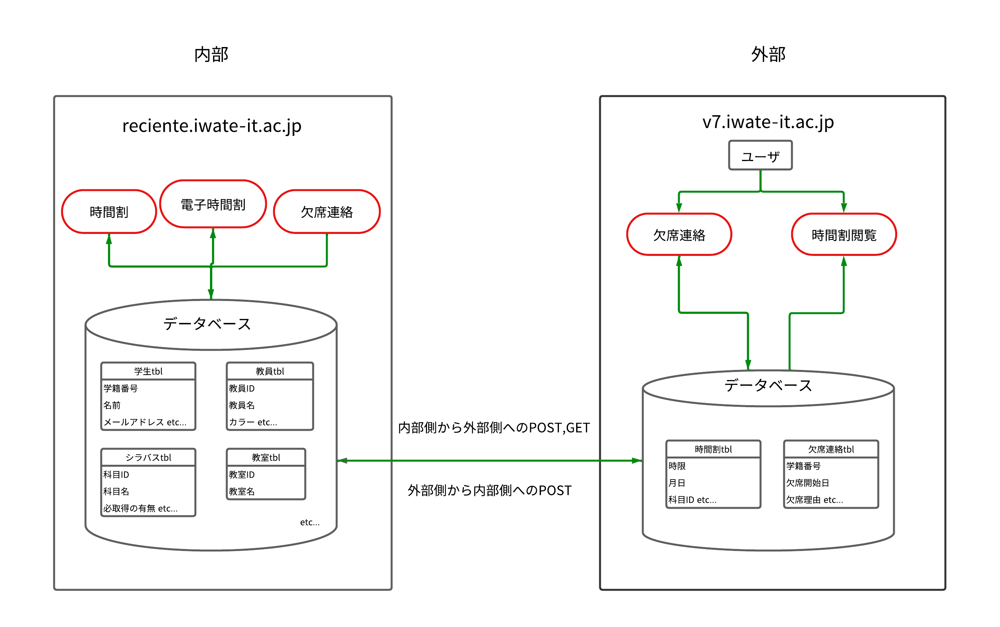 内部
外部
reciente.iwate-it.ac.jp
v7.iwate-it.ac.jp
ユーザ
時間割
電子時間割
欠席連絡
欠席連絡
時間割閲覧
データベース
学生tbl
学籍番号
名前
メールアドレス etc...
教員tbl
教員ID
教員名
カラー etc...
シラバスtbl
科目ID
科目名
必取得の有無 etc...
教室tbl
教室ID
教室名
etc...
内部側から外部側へのPOST,GET
外部側から内部側へのPOST
データベース
時間割tbl
時限
月日
科目ID etc...
欠席連絡tbl
学籍番号
欠席開始日
欠席理由 etc...